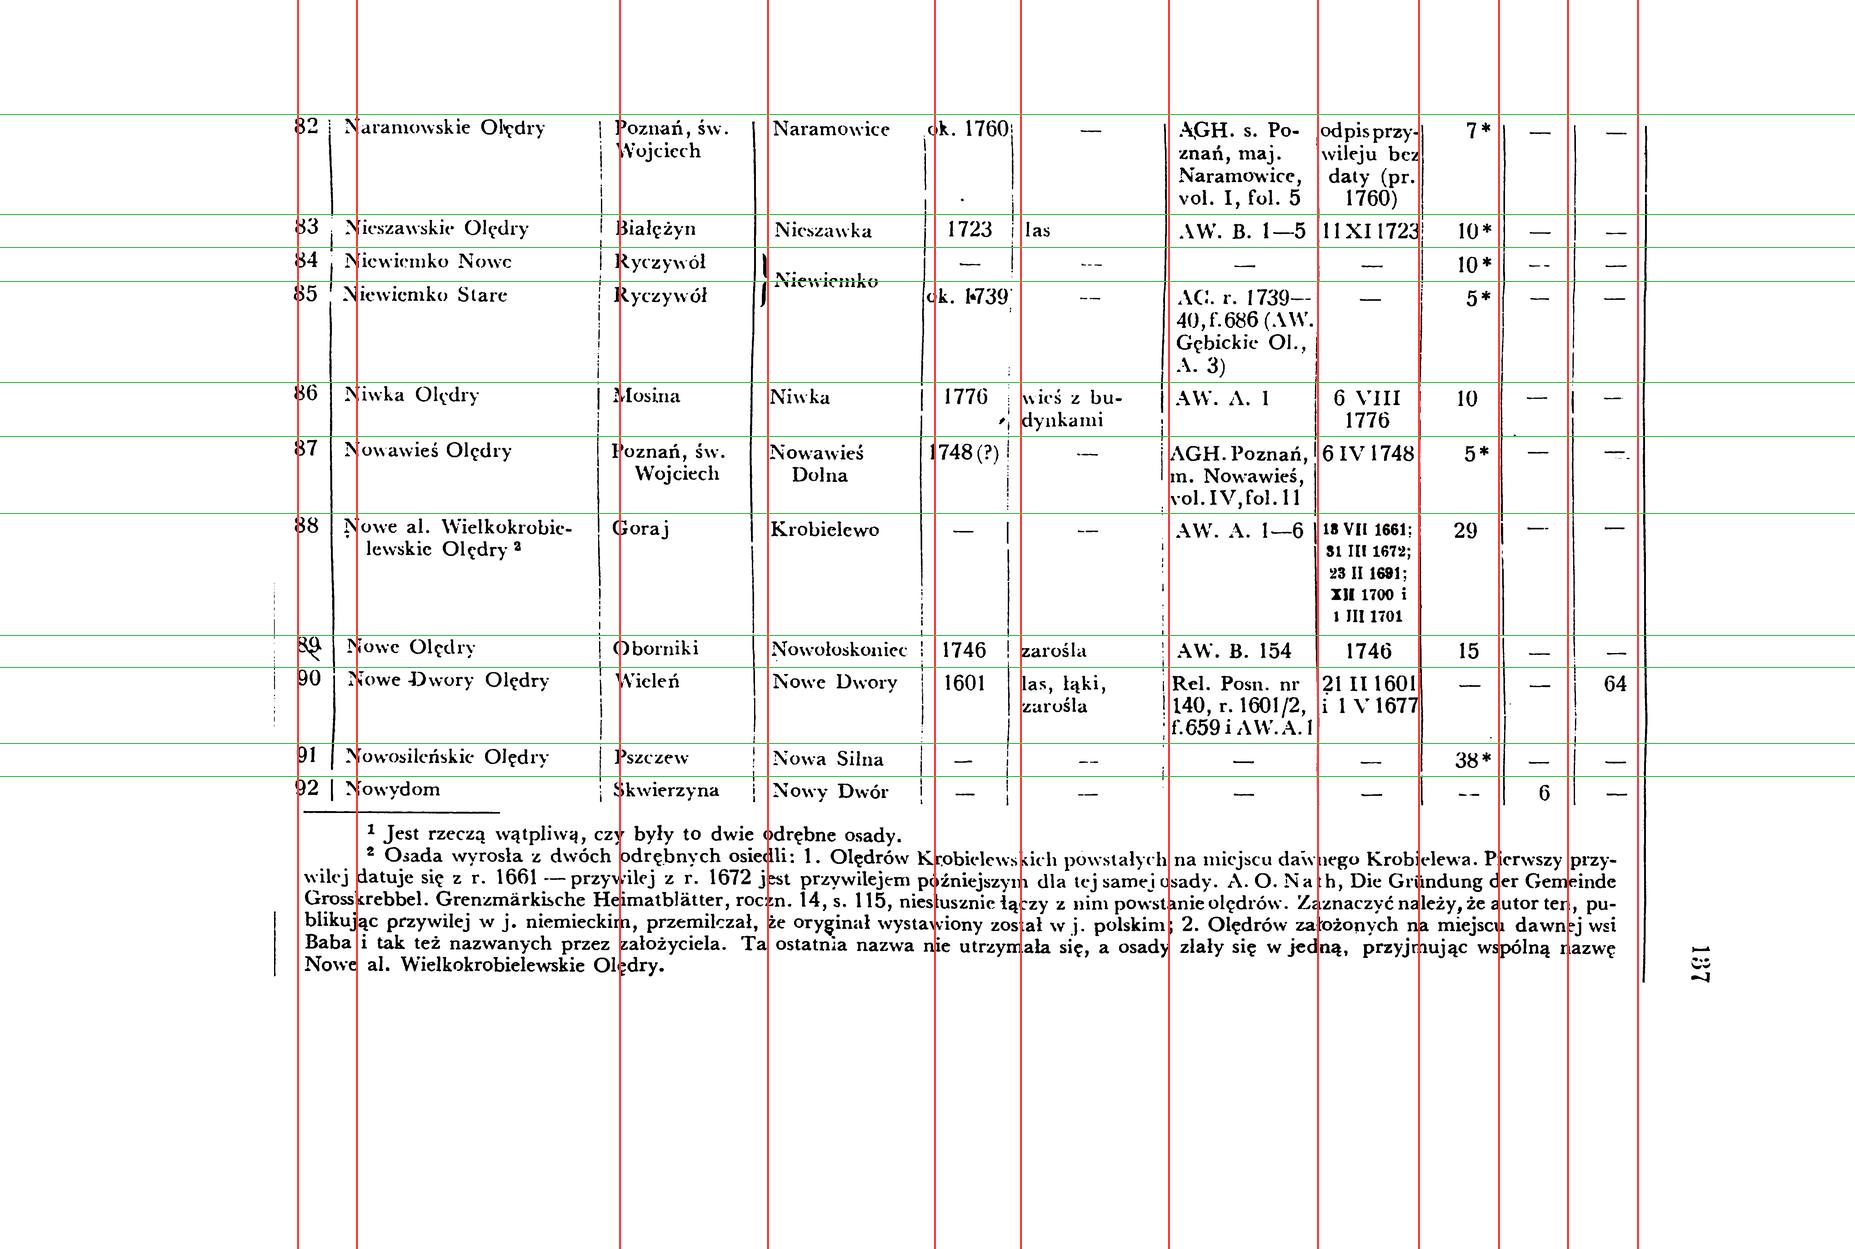 82 Naramowskie Olędry Poznań, św. Naramowice ok. 1760 — AGH. s. Po- odpis przy- 7* — —
Wojciech znań, maj. wileju bez
Naramowice, daty (pr.
vol. I, fol. 5 1760)
83 Nieszawskie Olędry Białężyn Nieszawka 1723 las AW. B. 1—5 11 XI 1723 10* — —
84 Niewiemko Nowe Ryczywół — — — — 10* — —
} Niewiemko
85 Niewiemko Stare Ryczywół ok. 1739 — AG. r. 1739— — 5* — —
40, f. 686 (AW.
Gębickie Ol.,
A. 3)
86 Niwka Olędry Mosina Niwka 1776 wieś z bu- AW. A. 1 6 VIII 10 — —
dynkami 1776
87 Nowawieś Olędry Poznań, św. Nowawieś 1748 (?) — AGH. Poznań, 6 IV 1748 5* — —
Wojciech Dolna m. Nowawieś,
vol. IV, fol. 11
88 Nowe al. Wielkokrobie- Goraj Krobielewo — — AW. A. 1—6 18 VII 1661; 29 — —
lewskie Olędry ² 31 III 1672;
23 II 1691;
XII 1700 i
1 III 1701
89 Nowe Olędry Oborniki Nowołoskoniec 1746 zarośla AW. B. 154 1746 15 — —
90 Nowe Dwory Olędry Wieleń Nowe Dwory 1601 las, łąki, Rel. Posn. nr 21 II 1601 — — 64
zarośla 140, r. 1601/2, i 1 V 1677
f. 659 i AW. A. 1
91 Nowosileńskie Olędry Pszczew Nowa Silna — — — — 38* — —
92 Nowydom Skwierzyna Nowy Dwór — — — — — 6 —
¹ Jest rzeczą wątpliwą, czy były to dwie odrębne osady.
² Osada wyrosła z dwóch odrębnych osiedli: 1. Olędrów Krobielewskich powstałych na miejscu dawnego Krobielewa. Pierwszy przy-
wilej datuje się z r. 1661 — przywilej z r. 1672 jest przywilejem późniejszym dla tej samej osady. A. O. Nath, Die Gründung der Gemeinde
Grosskrebbel. Grenzmärkische Heimatblätter, roczn. 14, s. 115, niesłusznie łączy z nim powstanie olędrów. Zaznaczyć należy, że autor ten, pu-
blikując przywilej w j. niemieckim, przemilczał, że oryginał wystawiony został w j. polskim; 2. Olędrów założonych na miejscu dawnej wsi
Baba i tak też nazwanych przez założyciela. Ta ostatnia nazwa nie utrzymała się, a osady zlały się w jedną, przyjmując wspólną nazwę
Nowe al. Wielkokrobielewskie Olędry.
137